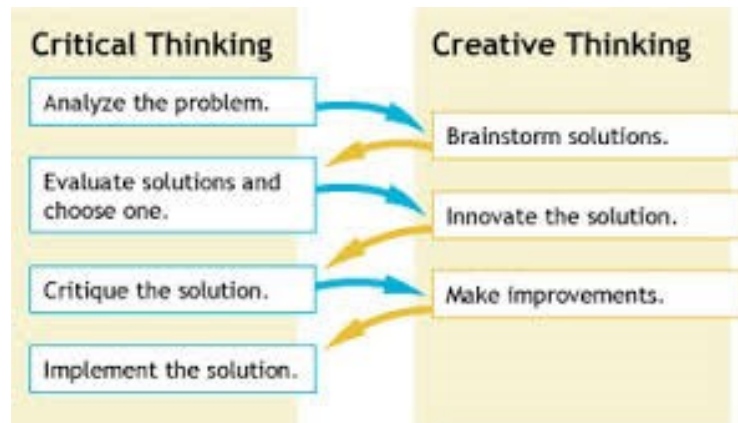 Critical Thinking
Analyze the problem.
Evaluate solutions and
choose one.
Critique the solution.
Implement the solution.
Creative Thinking
Brainstorm solutions.
Innovate the solution.
Make improvements.